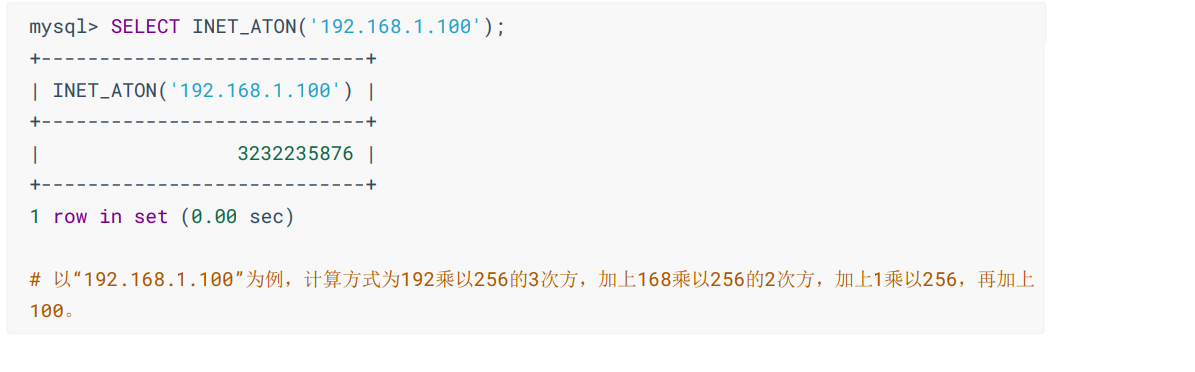 mysql> SELECT INET_ATON('192.168.1.100');
+----------------------------+
| INET_ATON('192.168.1.100') |
+----------------------------+
|                 3232235876 |
+----------------------------+
1 row in set (0.00 sec)
# 以“192.168.1.100”为例，计算方式为192乘以256的3次方，加上168乘以256的2次方，加上1乘以256，再加上
100。